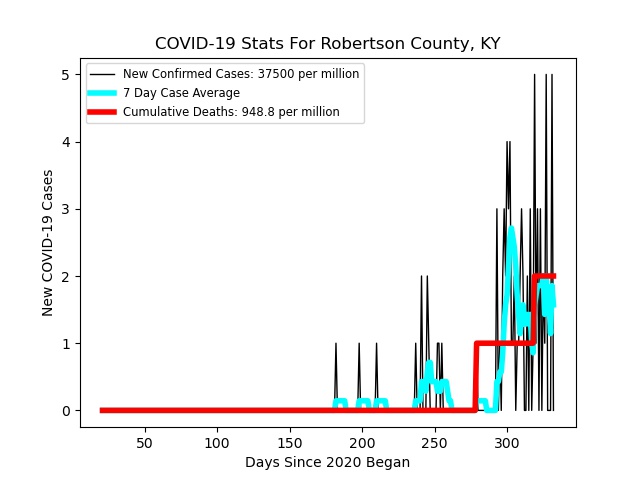 COVID-19 Stats For Robertson County, KY
New Confirmed Cases: 37500 per million
7 Day Case Average
Cumulative Deaths: 948.8 per million
New COVID-19 Cases
5
4
3
2
1
0
50 100 150 200 250 300
Days Since 2020 Began